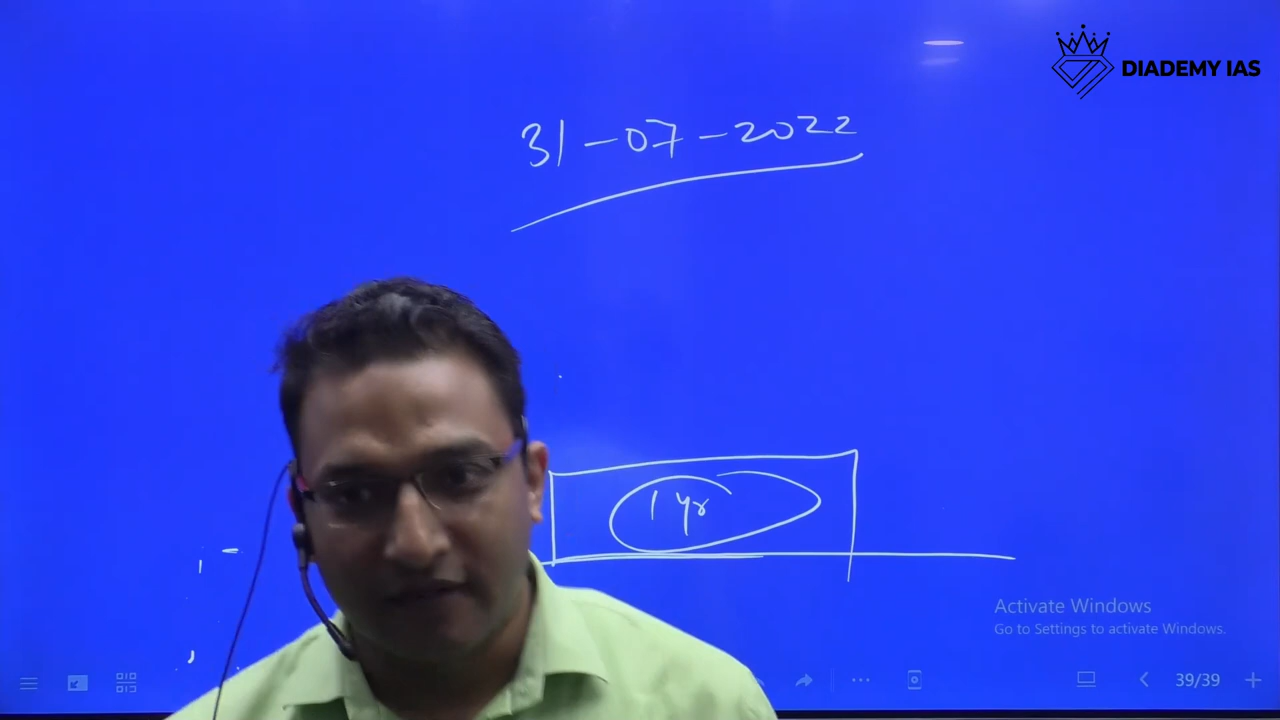 DIADEMY IAS
31-07-2022
1 yr
Activate Windows
Go to Settings to activate Windows.
39/39